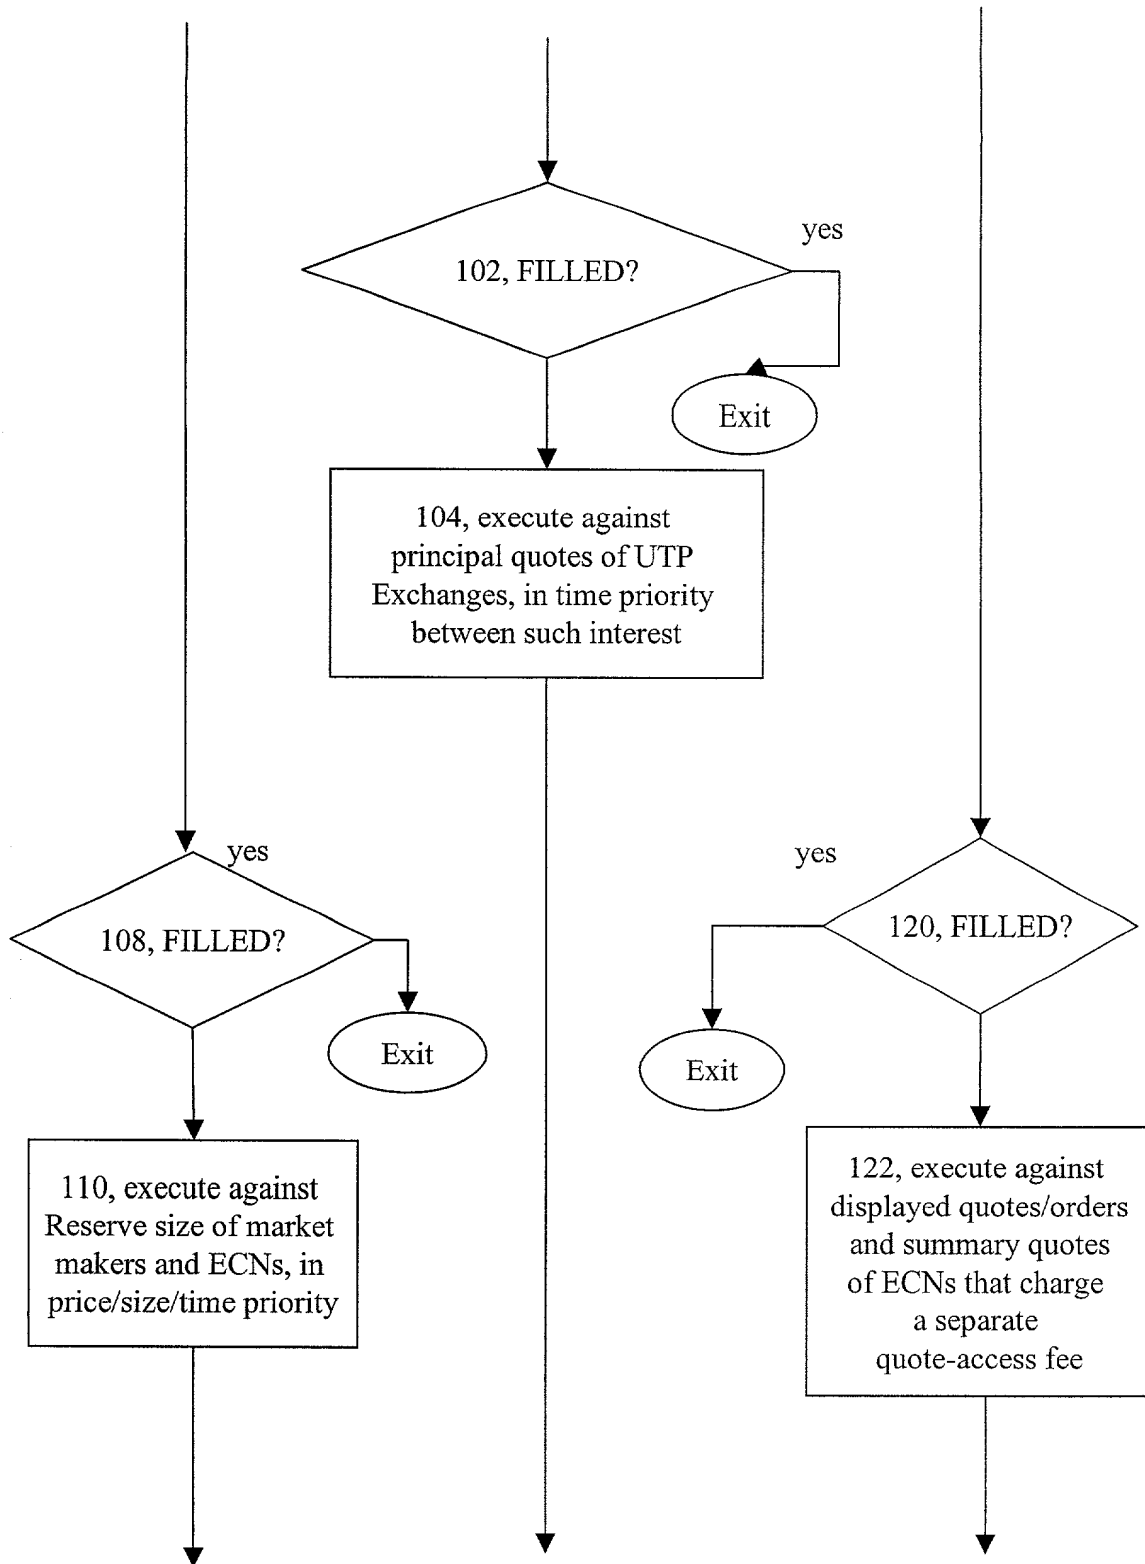 yes
102, FILLED?
Exit
104, execute against
principal quotes of UTP
Exchanges, in time priority
between such interest
yes
108, FILLED?
Exit
110, execute against
Reserve size of market
makers and ECNs, in
price/size/time priority
yes
120, FILLED?
Exit
122, execute against
displayed quotes/orders
and summary quotes
of ECNs that charge
a separate
quote-access fee